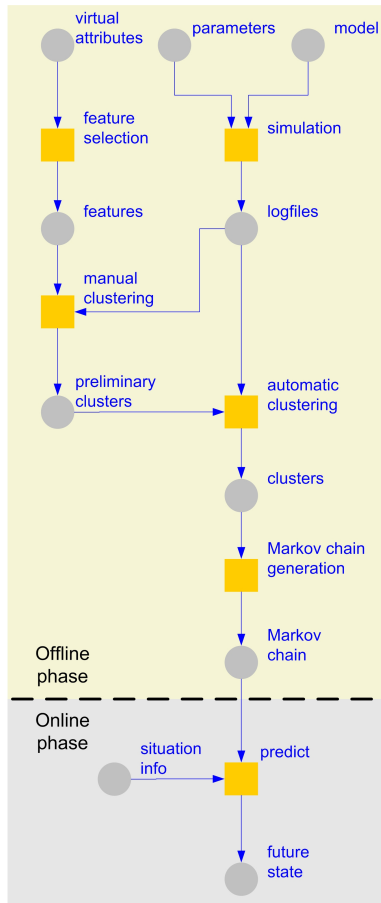 virtual
attributes
parameters
model
feature
selection
simulation
features
logfiles
manual
clustering
preliminary
clusters
automatic
clustering
clusters
Markov chain
generation
Markov
chain
Offline
phase
Online
phase
situation
info
predict
future
state